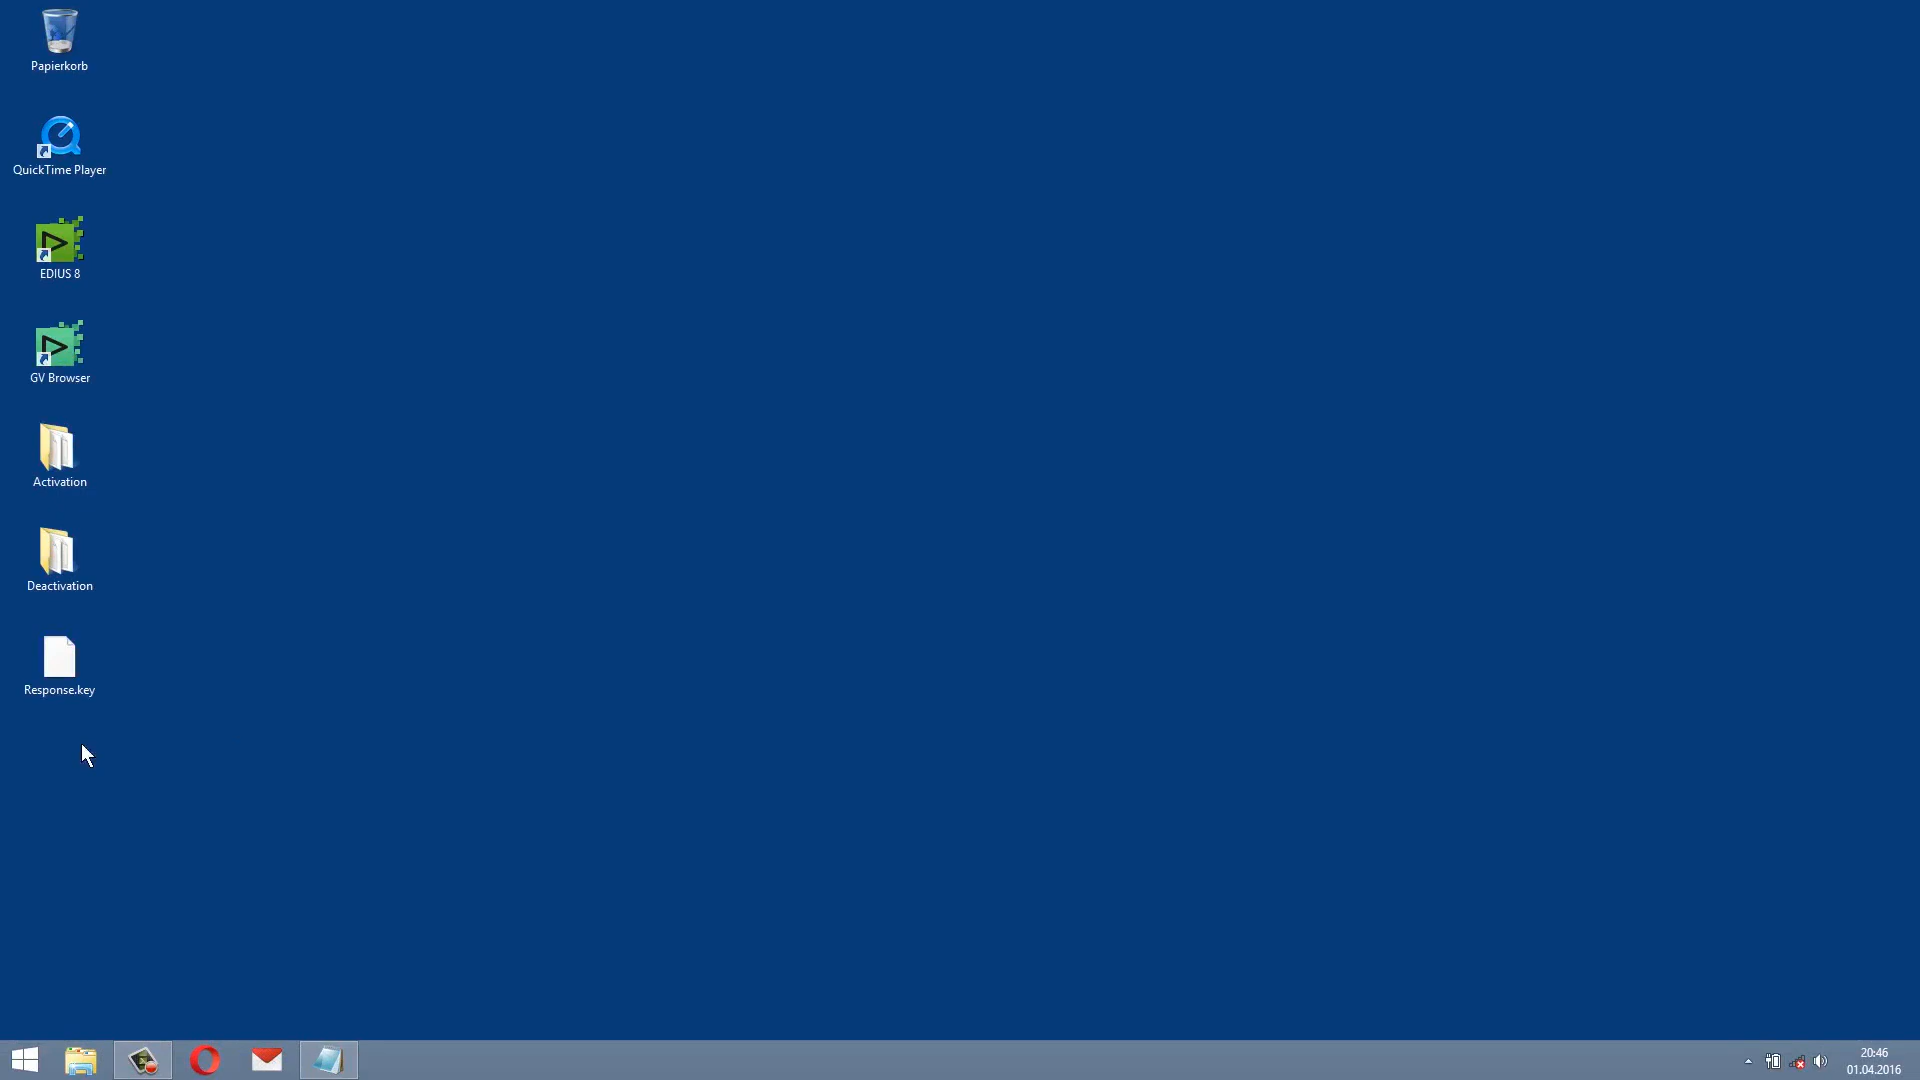 Papierkorb
QuickTime Player
EDIUS 8
GV Browser
Activation
Deactivation
Response.key
20:46
01.04.2016